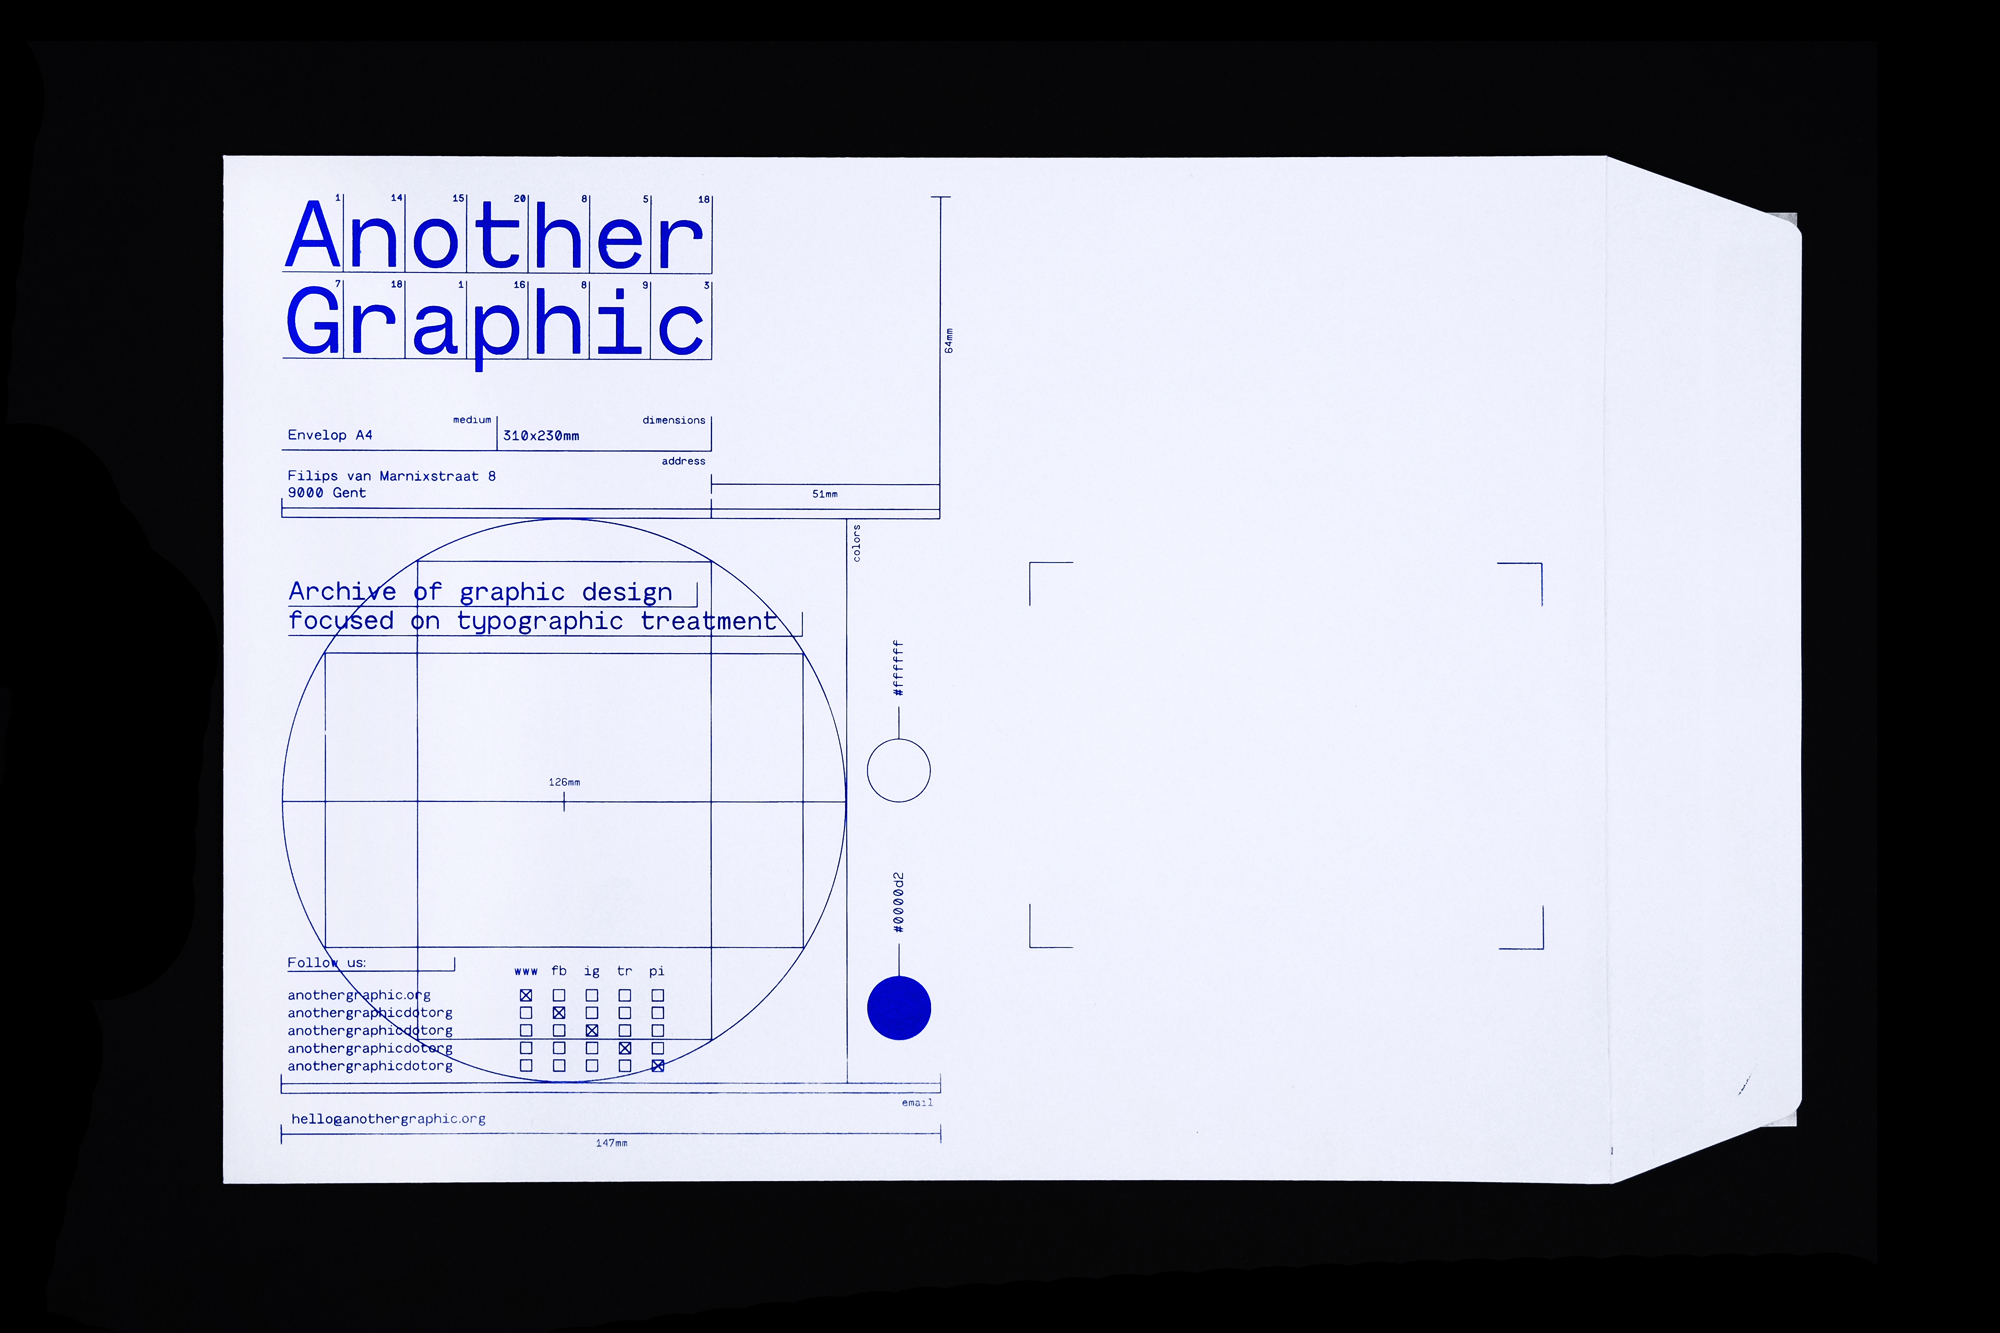 1 14 15 20 8 5 18
Another
7 18 1 16 8 9 3
Graphic
64mm
medium
dimensions
Envelop A4
310x230mm
address
Filips van Marnixstraat 8
9000 Gent
51mm
colors
Archive of graphic design
focused on typographic treatment
#ffffff
126mm
#0000d2
Follow us:
www fb ig tr pi
anothergraphic.org
anothergraphicdotorg
anothergraphicdotorg
anothergraphicdotorg
anothergraphicdotorg
email
hello@anothergraphic.org
147mm